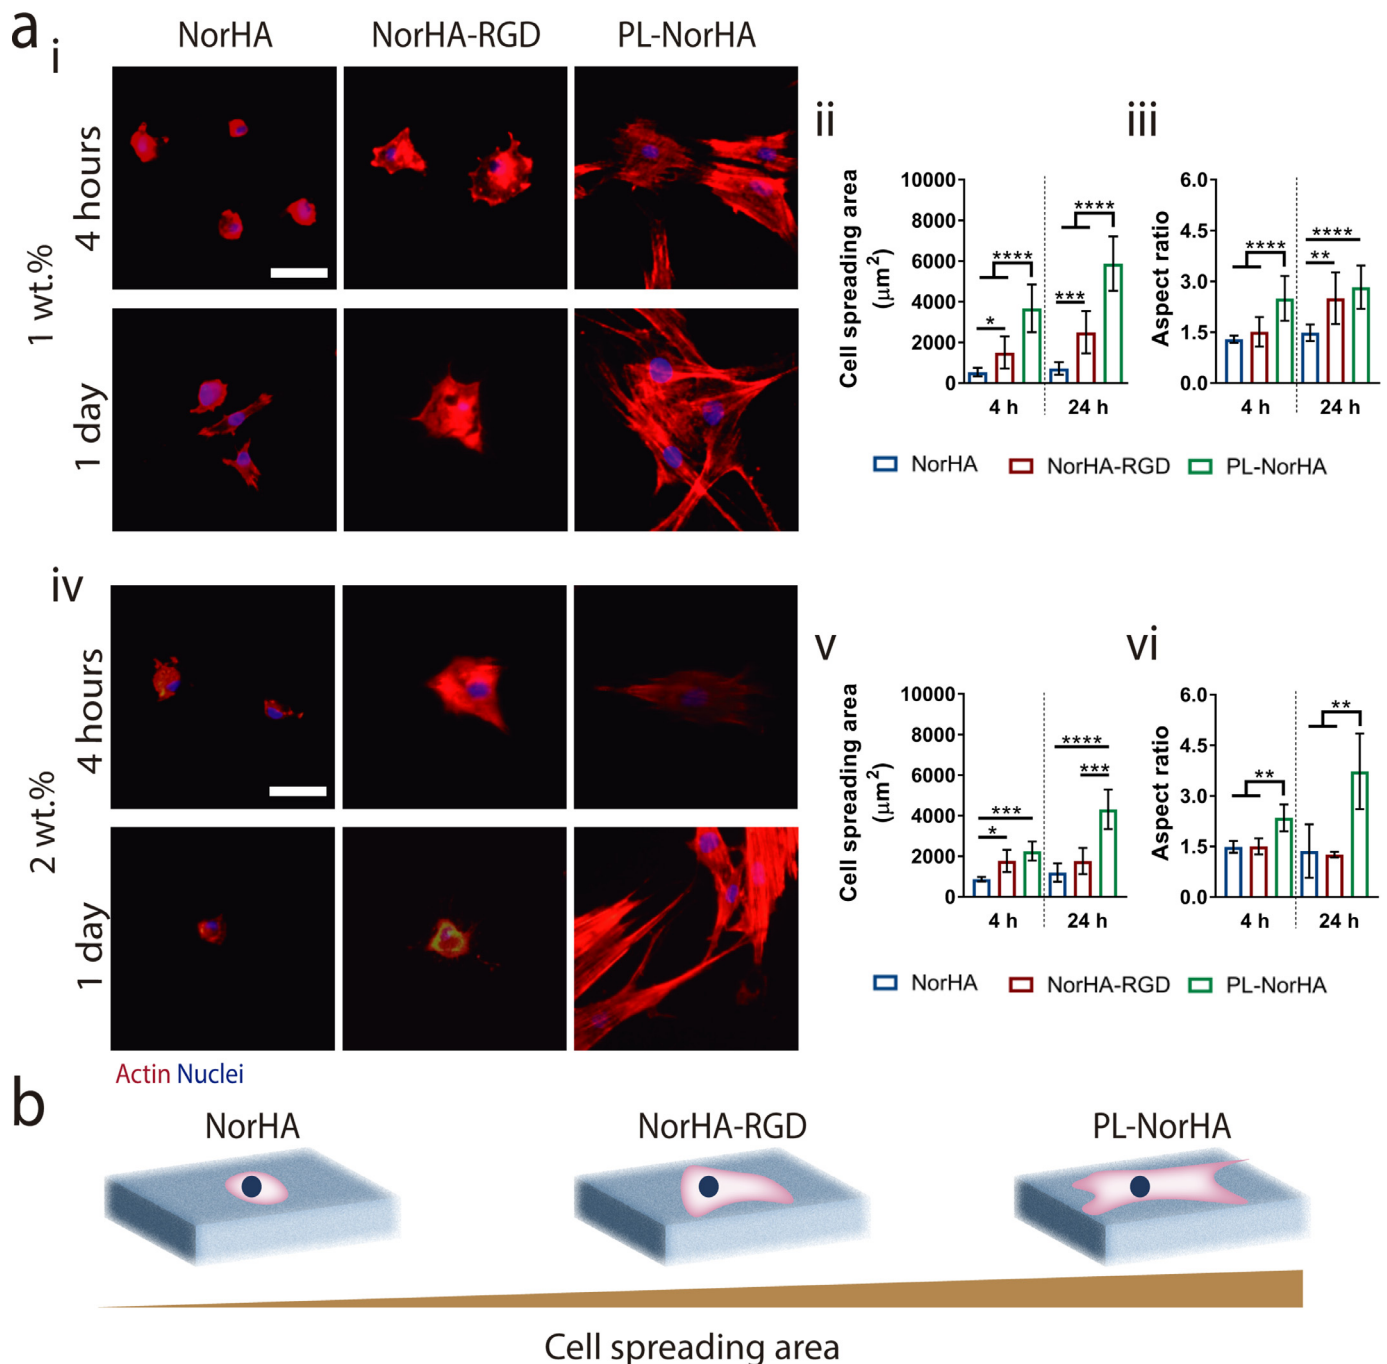 a
i
NorHA NorHA-RGD PL-NorHA
1 wt.%
4 hours
1 day
ii
Cell spreading area
(μm²)
10000
8000
6000
4000
2000
0
* **** *** ****
4 h 24 h
iii
Aspect ratio
6.0
4.5
3.0
1.5
0.0
**** ** ****
4 h 24 h
NorHA NorHA-RGD PL-NorHA
iv
2 wt.%
4 hours
1 day
Actin Nuclei
v
Cell spreading area
(μm²)
10000
8000
6000
4000
2000
0
* *** **** ***
4 h 24 h
vi
Aspect ratio
6.0
4.5
3.0
1.5
0.0
** **
4 h 24 h
NorHA NorHA-RGD PL-NorHA
b
NorHA NorHA-RGD PL-NorHA
Cell spreading area